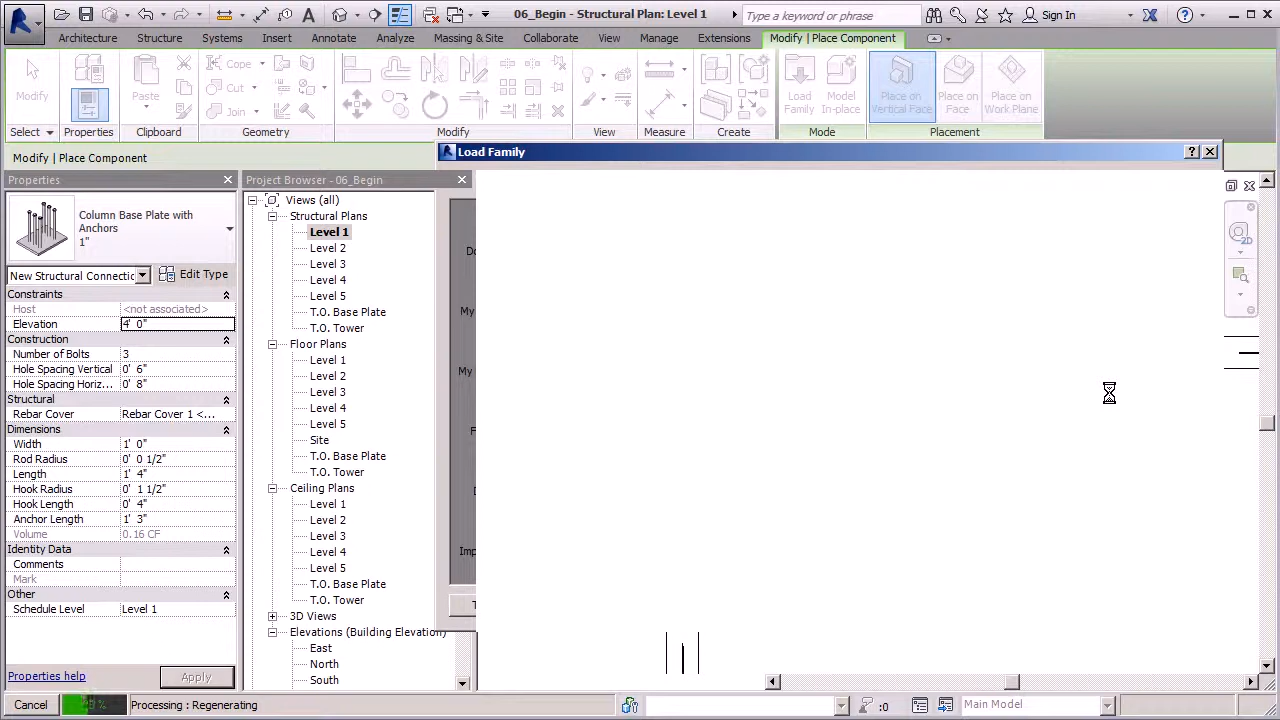 06_Begin - Structural Plan: Level 1
Type a keyword or phrase
Sign In
Architecture
Structure
Systems
Insert
Annotate
Analyze
Massing & Site
Collaborate
View
Manage
Extensions
Modify | Place Component
Modify
Paste
Cope
Cut
Join
Load Family
Model In-place
Place on Vertical Face
Place on Face
Place on Work Plane
Select
Properties
Clipboard
Geometry
Modify
View
Measure
Create
Mode
Placement
Modify | Place Component
Load Family
Properties
Column Base Plate with Anchors
1"
New Structural Connectic
Edit Type
Constraints
Host <not associated>
Elevation 4' 0"
Construction
Number of Bolts 3
Hole Spacing Vertical 0' 6"
Hole Spacing Horiz... 0' 8"
Structural
Rebar Cover Rebar Cover 1 <...
Dimensions
Width 1' 0"
Rod Radius 0' 0 1/2"
Length 1' 4"
Hook Radius 0' 1 1/2"
Hook Length 0' 4"
Anchor Length 1' 3"
Volume 0.16 CF
Identity Data
Comments
Mark
Other
Schedule Level Level 1
Properties help
Apply
Project Browser - 06_Begin
Views (all)
Structural Plans
Level 1
Level 2
Level 3
Level 4
Level 5
T.O. Base Plate
T.O. Tower
Floor Plans
Level 1
Level 2
Level 3
Level 4
Level 5
Site
T.O. Base Plate
T.O. Tower
Ceiling Plans
Level 1
Level 2
Level 3
Level 4
Level 5
T.O. Base Plate
T.O. Tower
3D Views
Elevations (Building Elevation)
East
North
South
Do
My
My
F
D
Imp
T
2D
Cancel
Processing : Regenerating
:0
Main Model